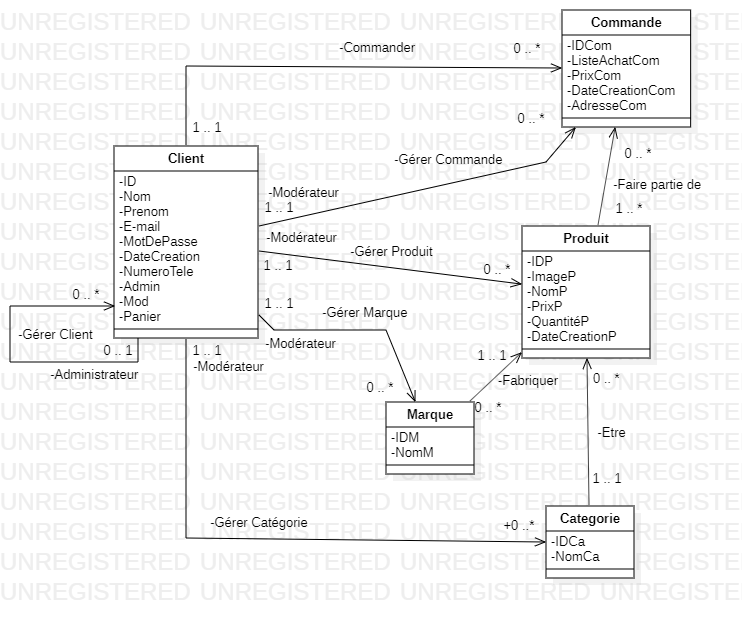 Commande
-IDCom
-ListeAchatCom
-PrixCom
-DateCreationCom
-AdresseCom
-Commander
0 .. *
1 .. 1
0 .. *
-Gérer Commande
-Modérateur
1 .. 1
Client
-ID
-Nom
-Prenom
-E-mail
-MotDePasse
-DateCreation
-NumeroTele
-Admin
-Mod
-Panier
0 .. *
-Faire partie de
1 .. *
-Modérateur
1 .. 1
-Gérer Produit
0 .. *
Produit
-IDP
-ImageP
-NomP
-PrixP
-QuantitéP
-DateCreationP
0 .. *
-Gérer Client
0 .. 1
-Administrateur
1 .. 1
-Gérer Marque
-Modérateur
0 .. *
1 .. 1
-Modérateur
1 .. 1
-Fabriquer
0 .. *
Marque
-IDM
-NomM
0 .. *
-Etre
1 .. 1
-Gérer Catégorie
+0 ..*
Categorie
-IDCa
-NomCa
UNREGISTERED UNREGISTERED UNREGISTERED UNREGISTERED